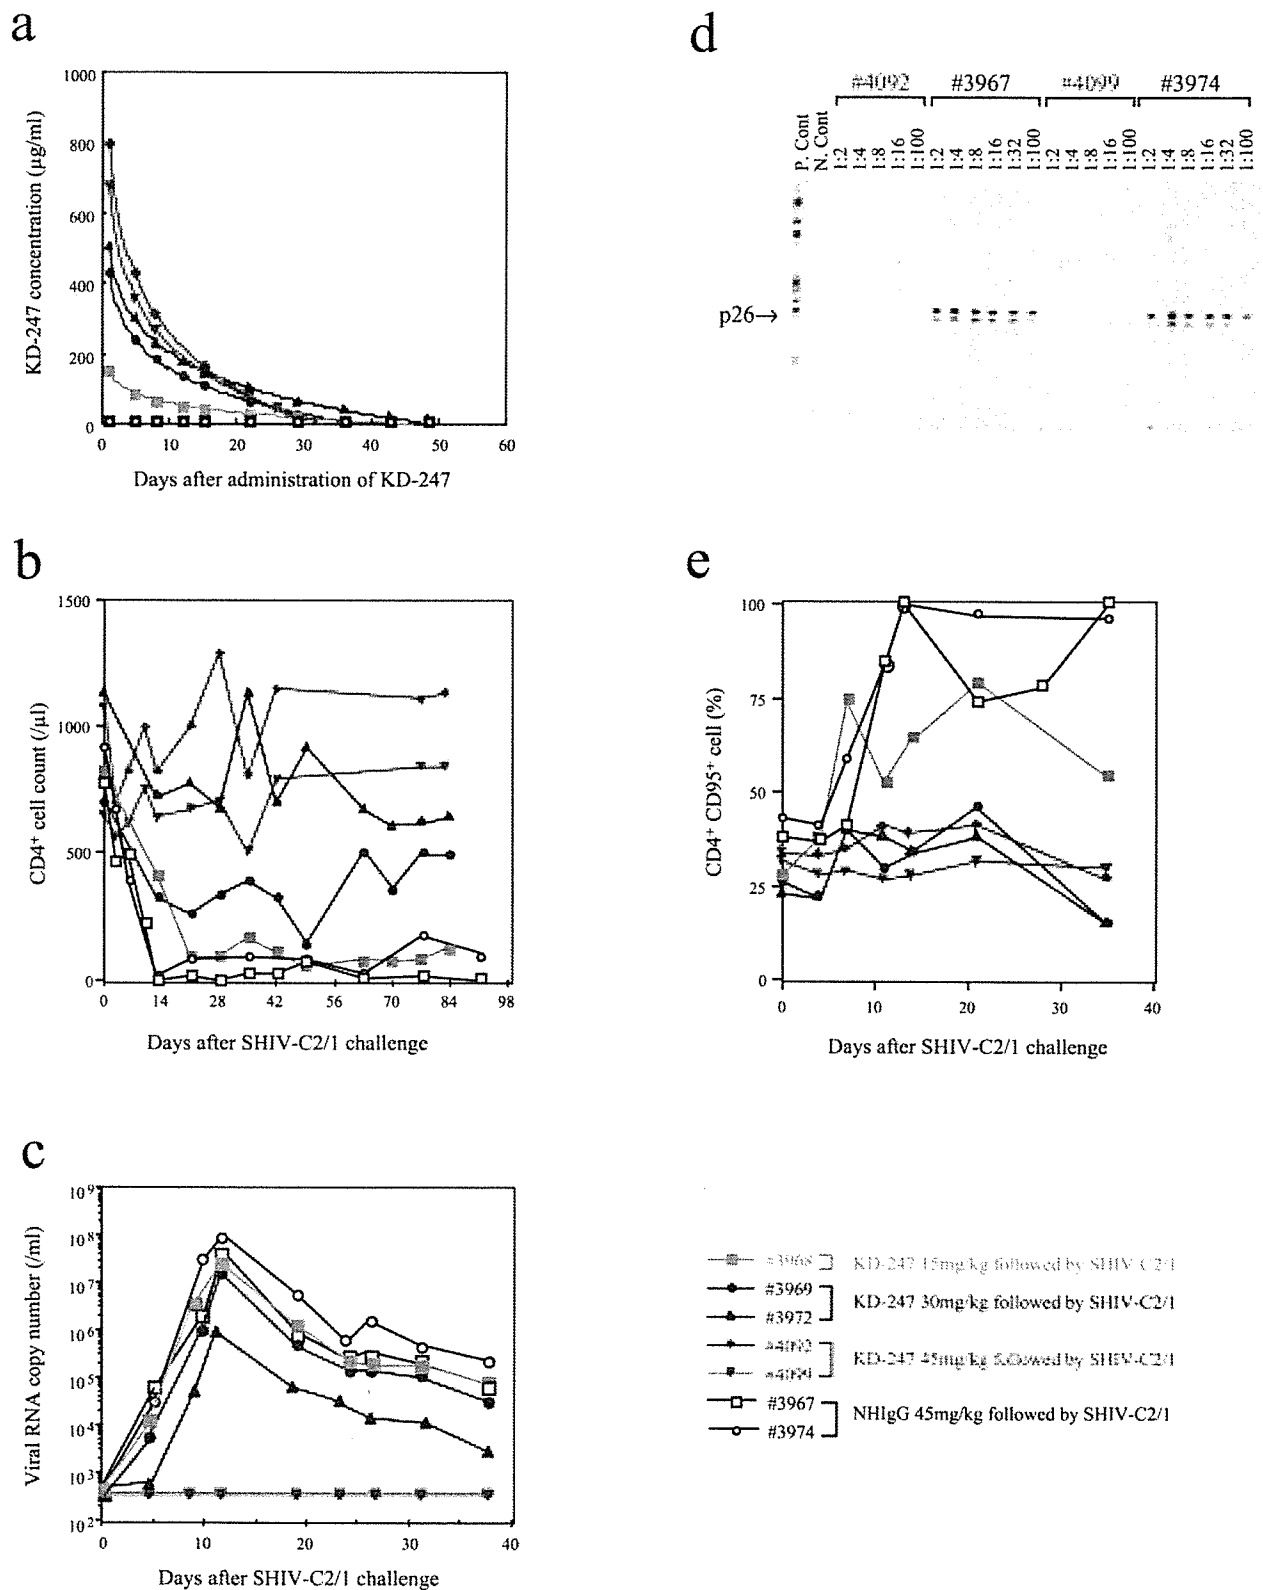 a
1000
800
600
400
200
0
KD-247 concentration (µg/ml)
0 10 20 30 40 50 60
Days after administration of KD-247
d
#4092 #3967 #4099 #3974
P. Cont
N. Cont
1:2 1:4 1:8 1:16 1:100
1:2 1:4 1:8 1:16 1:32 1:100
1:2 1:4 1:8 1:16 1:100
1:2 1:4 1:8 1:16 1:32 1:100
p26→
b
1500
1000
500
0
CD4⁺ cell count (/µl)
0 14 28 42 56 70 84 98
Days after SHIV-C2/1 challenge
e
100
75
50
25
0
CD4⁺ CD95⁺ cell (%)
0 10 20 30 40
Days after SHIV-C2/1 challenge
c
10⁹
10⁸
10⁷
10⁶
10⁵
10⁴
10³
10²
Viral RNA copy number (/ml)
0 10 20 30 40
Days after SHIV-C2/1 challenge
#3968 KD-247 15mg/kg followed by SHIV-C2/1
#3969
#3972
KD-247 30mg/kg followed by SHIV-C2/1
#4092
#4099
KD-247 45mg/kg followed by SHIV-C2/1
#3967
#3974
NHIgG 45mg/kg followed by SHIV-C2/1